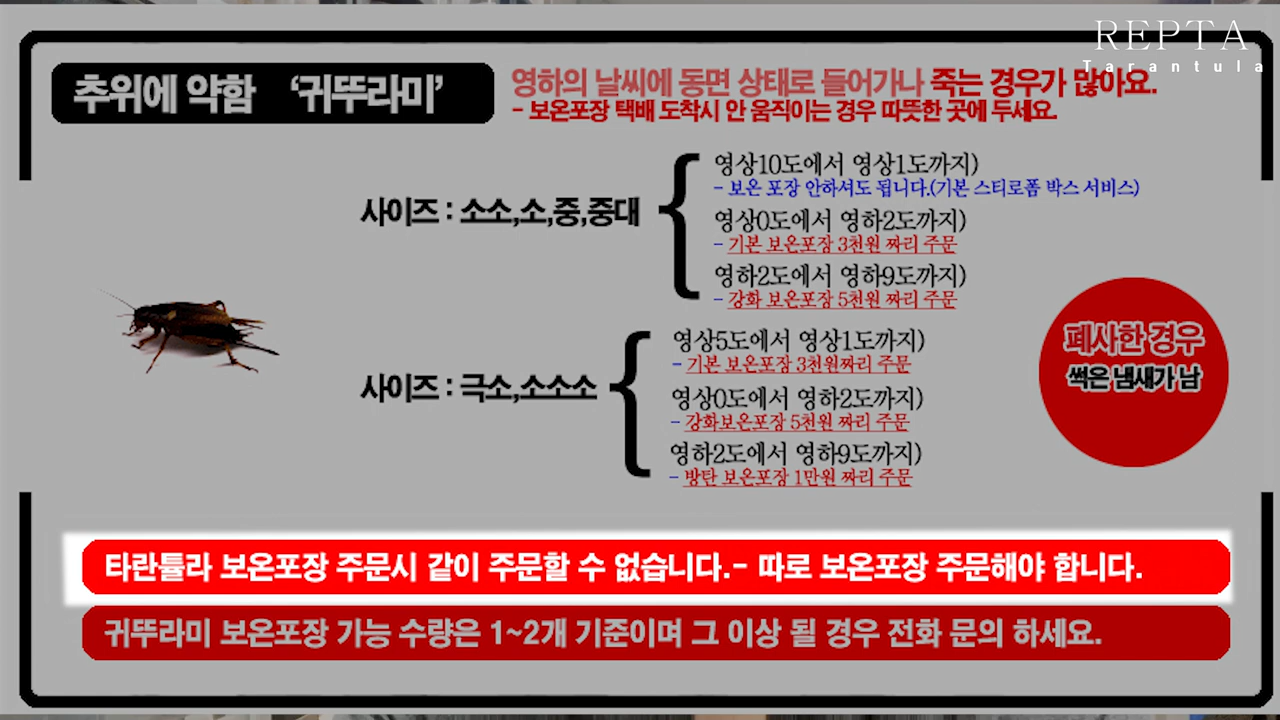 REPTA
Tarantula
추위에 약함 ‘귀뚜라미’
영하의 날씨에 동면 상태로 들어가나 죽는 경우가 많아요.
- 보온포장 택배 도착시 안 움직이는 경우 따뜻한 곳에 두세요.
사이즈 : 소소,소,중,중대
영상10도에서 영상1도까지)
- 보온 포장 안하셔도 됩니다.(기본 스티로폼 박스 서비스)
영상0도에서 영하2도까지)
- 기본 보온포장 3천원 짜리 주문
영하2도에서 영하9도까지)
- 강화 보온포장 5천원 짜리 주문
사이즈 : 극소,소소소
영상5도에서 영상1도까지)
- 기본 보온포장 3천원짜리 주문
영상0도에서 영하2도까지)
- 강화보온포장 5천원 짜리 주문
영하2도에서 영하9도까지)
- 방탄 보온포장 1만원 짜리 주문
폐사한 경우
썩은 냄새가 남
타란튤라 보온포장 주문시 같이 주문할 수 없습니다.- 따로 보온포장 주문해야 합니다.
귀뚜라미 보온포장 가능 수량은 1~2개 기준이며 그 이상 될 경우 전화 문의 하세요.